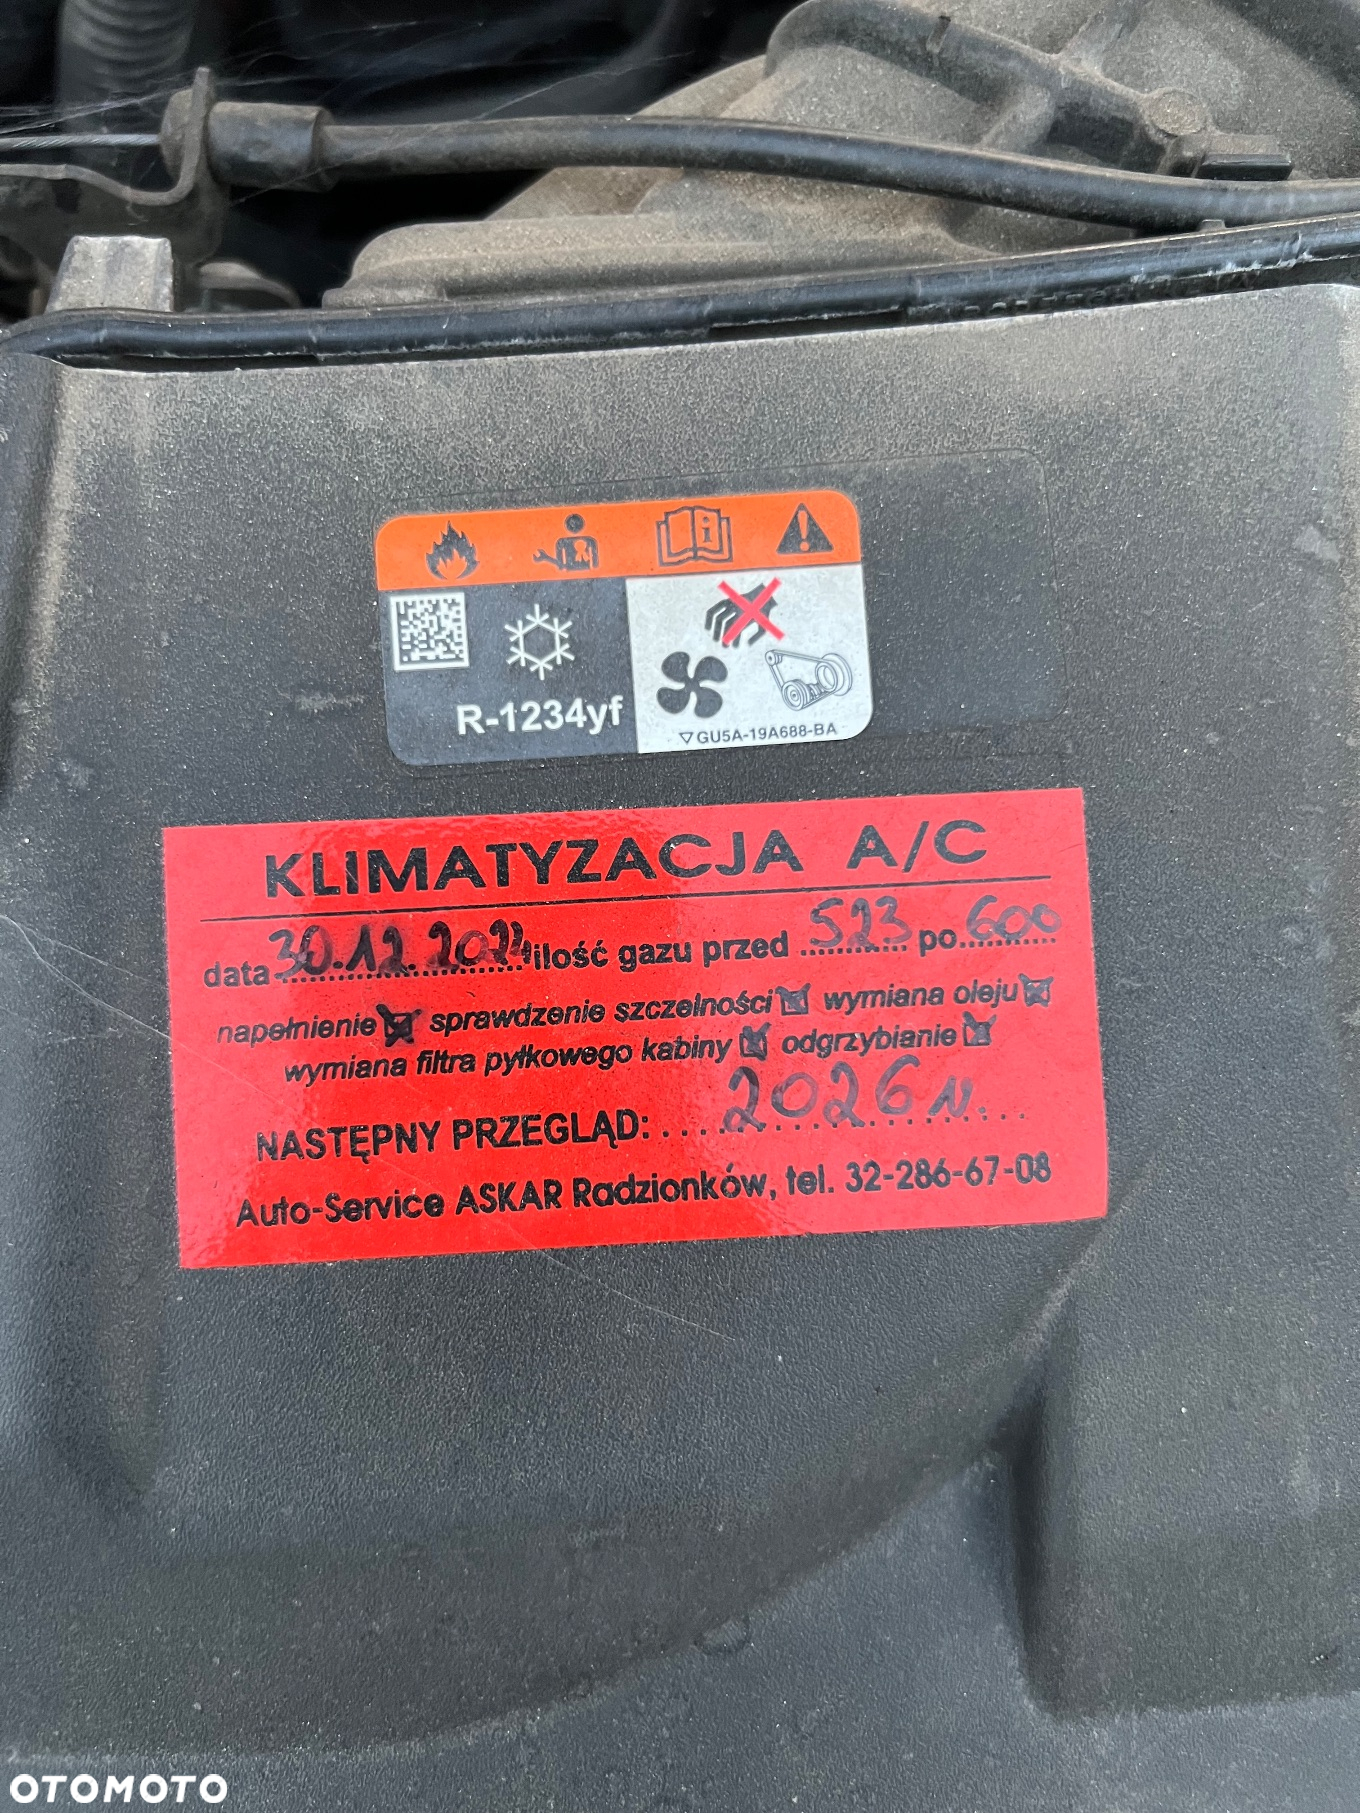 R-1234yf
GU5A-19A688-BA
KLIMATYZACJA A/C
data 30.12.2024 ilość gazu przed 523 po 600
napełnienie sprawdzenie szczelności wymiana oleju
wymiana filtra pyłkowego kabiny odgrzybianie
NASTĘPNY PRZEGLĄD: 2026
Auto-Service ASKAR Radzionków, tel. 32-286-67-08
OTOMOTO